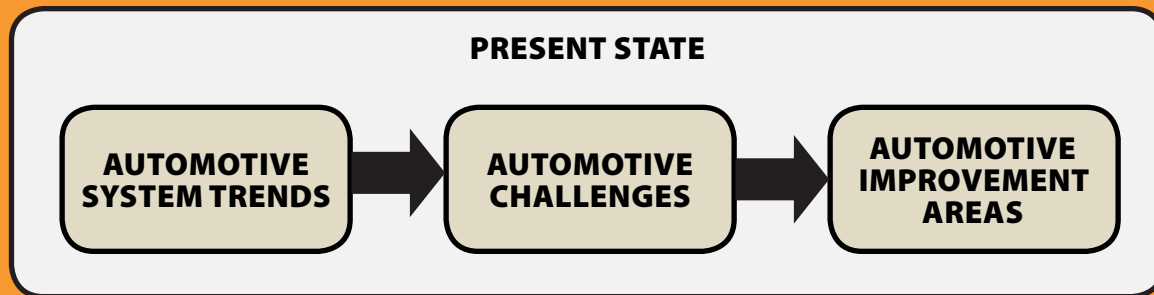 PRESENT STATE
AUTOMOTIVE
SYSTEM TRENDS
AUTOMOTIVE
CHALLENGES
AUTOMOTIVE
IMPROVEMENT
AREAS